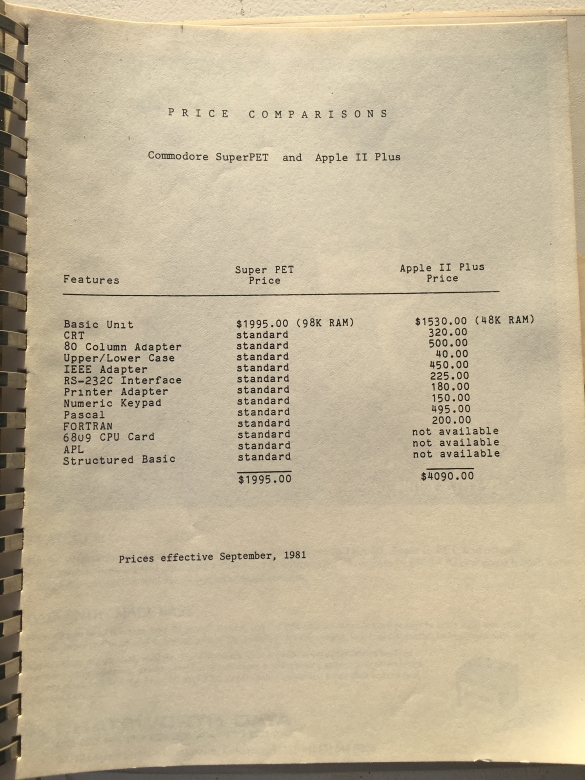 PRICE COMPARISONS
Commodore SuperPET and Apple II Plus
Super PET Apple II Plus
Features Price Price
Basic Unit $1995.00 (98K RAM) $1530.00 (48K RAM)
CRT standard 320.00
80 Column Adapter standard 500.00
Upper/Lower Case standard 40.00
IEEE Adapter standard 450.00
RS-232C Interface standard 225.00
Printer Adapter standard 180.00
Numeric Keypad standard 150.00
Pascal standard 495.00
FORTRAN standard 200.00
6809 CPU Card standard not available
APL standard not available
Structured Basic standard not available
$1995.00 $4090.00
Prices effective September, 1981